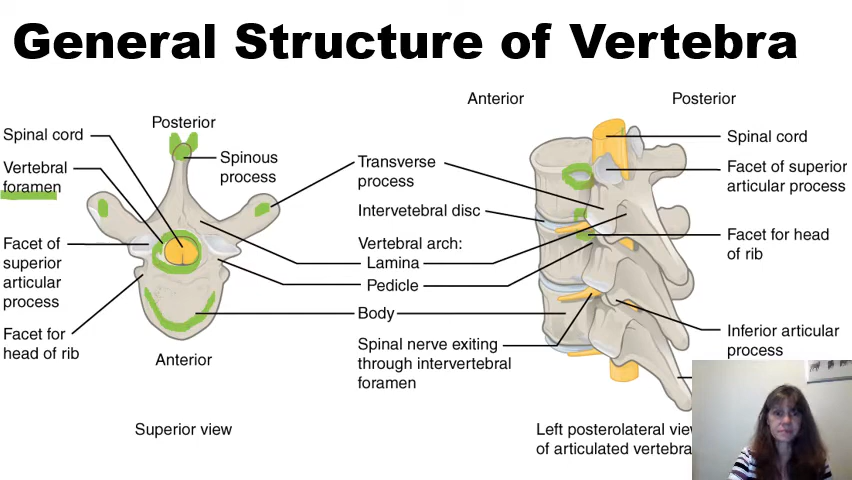 General Structure of Vertebra
Posterior
Spinal cord
Vertebral
foramen
Spinous
process
Facet of
superior
articular
process
Facet for
head of rib
Anterior
Superior view
Transverse
process
Intervetebral disc
Vertebral arch:
Lamina
Pedicle
Body
Spinal nerve exiting
through intervertebral
foramen
Anterior
Posterior
Spinal cord
Facet of superior
articular process
Facet for head
of rib
Inferior articular
process
Left posterolateral
of articulated